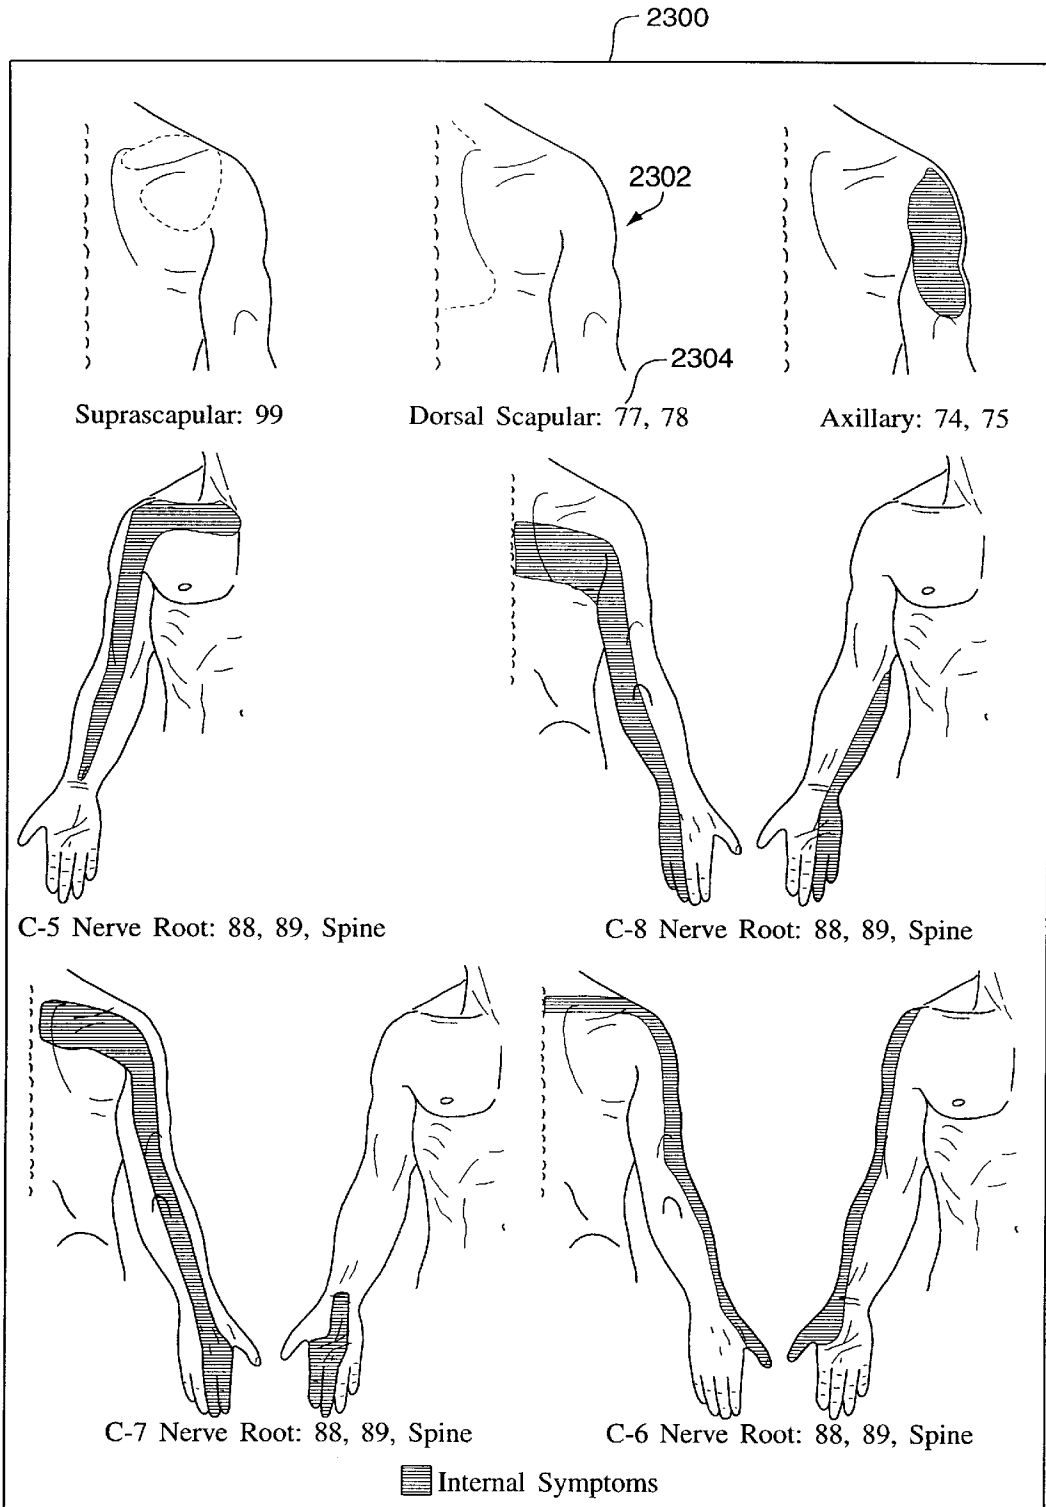 2300
2302
2304
Suprascapular: 99
Dorsal Scapular: 77, 78
Axillary: 74, 75
C-5 Nerve Root: 88, 89, Spine
C-8 Nerve Root: 88, 89, Spine
C-7 Nerve Root: 88, 89, Spine
C-6 Nerve Root: 88, 89, Spine
Internal Symptoms